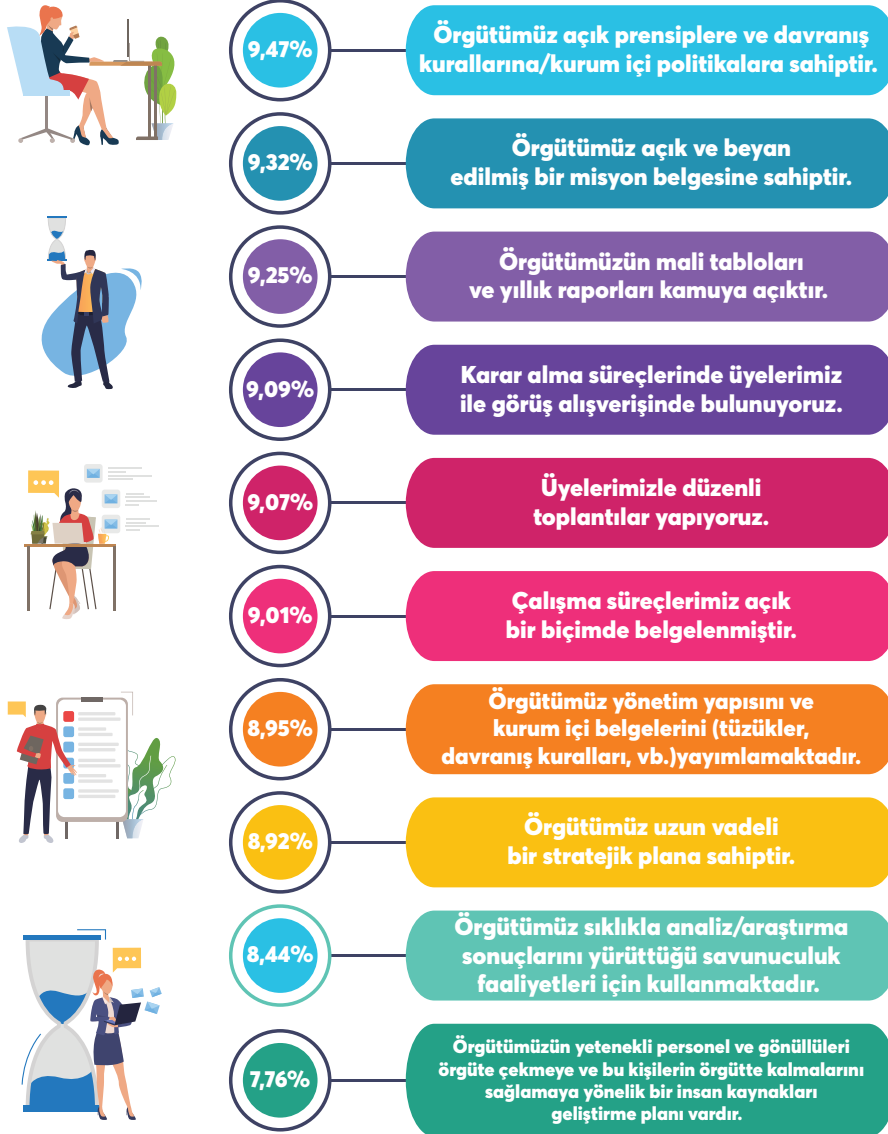 9,47%
Örgütümüz açık prensiplere ve davranış
kurallarına/kurum içi politikalara sahiptir.
9,32%
Örgütümüz açık ve beyan
edilmiş bir misyon belgesine sahiptir.
9,25%
Örgütümüzün mali tabloları
ve yıllık raporları kamuya açıktır.
9,09%
Karar alma süreçlerinde üyelerimiz
ile görüş alışverişinde bulunuyoruz.
9,07%
Üyelerimizle düzenli
toplantılar yapıyoruz.
9,01%
Çalışma süreçlerimiz açık
bir biçimde belgelenmiştir.
8,95%
Örgütümüz yönetim yapısını ve
kurum içi belgelerini (tüzükler,
davranış kuralları, vb.)yayımlamaktadır.
8,92%
Örgütümüz uzun vadeli
bir stratejik plana sahiptir.
8,44%
Örgütümüz sıklıkla analiz/araştırma
sonuçlarını yürüttüğü savunuculuk
faaliyetleri için kullanmaktadır.
7,76%
Örgütümüzün yetenekli personel ve gönüllüleri
örgüte çekmeye ve bu kişilerin örgütte kalmalarını
sağlamaya yönelik bir insan kaynakları
geliştirme planı vardır.